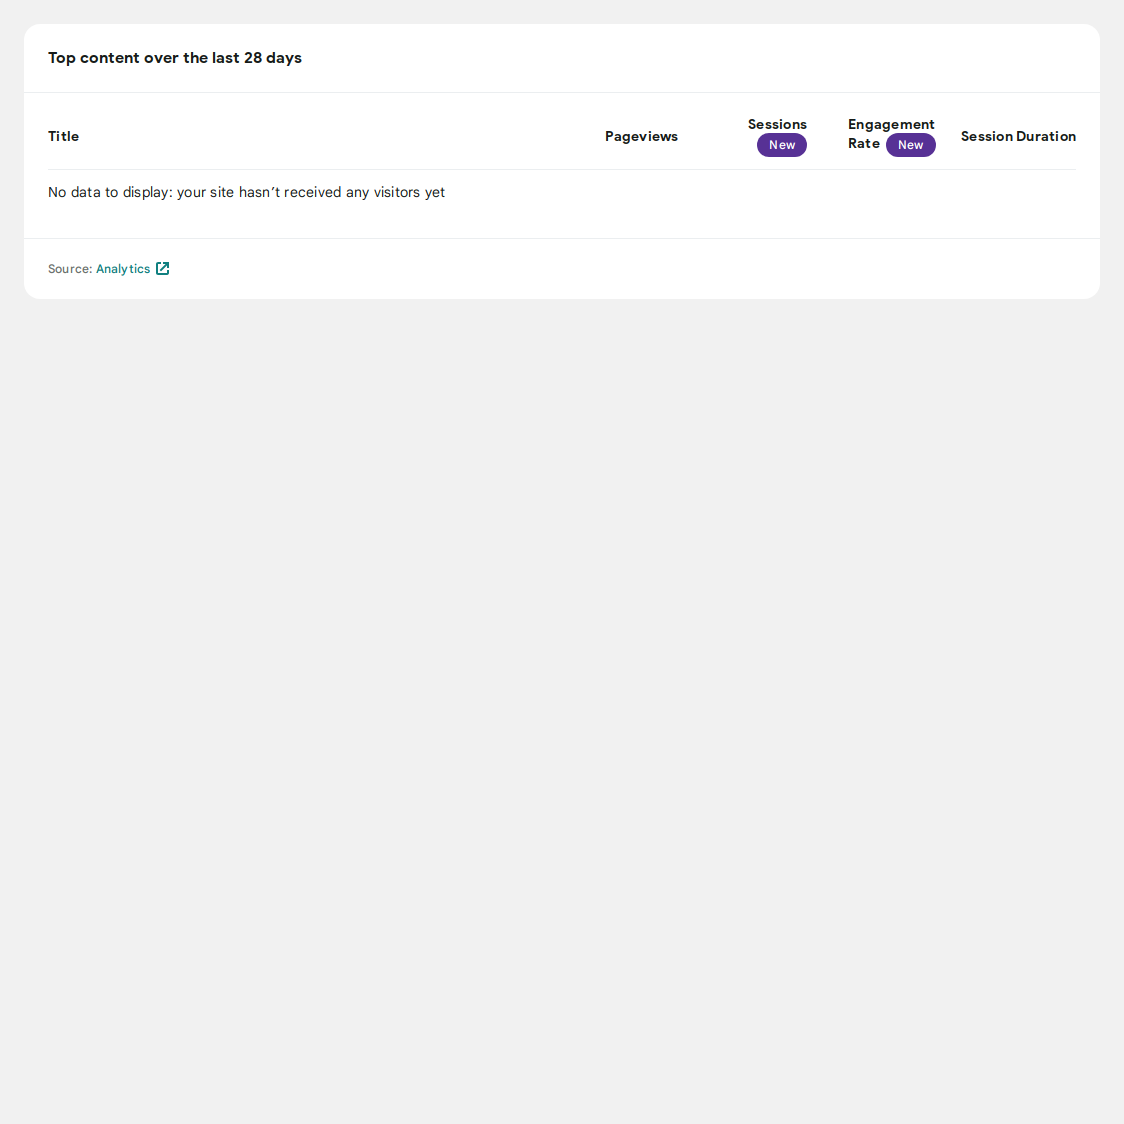 Top content over the last 28 days
Title
Pageviews
Sessions
New
Engagement
Rate New
Session Duration
No data to display: your site hasn’t received any visitors yet
Source: Analytics